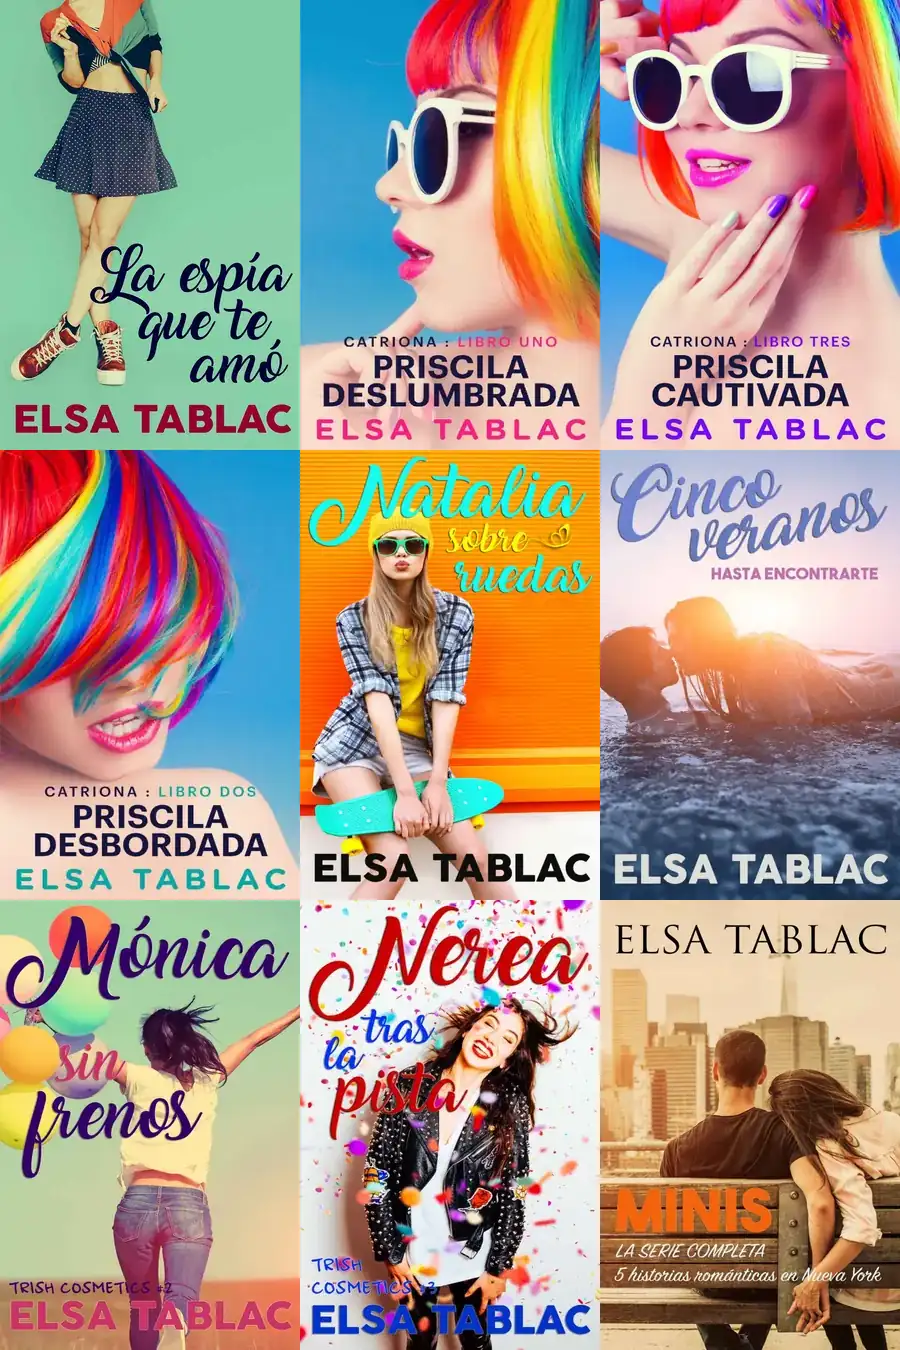 La espía
que te
amó
ELSA TABLAC
CATRIONA : LIBRO UNO
PRISCILA
DESLUMBRADA
ELSA TABLAC
CATRIONA : LIBRO TRES
PRISCILA
CAUTIVADA
ELSA TABLAC
CATRIONA : LIBRO DOS
PRISCILA
DESBORDADA
ELSA TABLAC
Natalia
sobre
ruedas
ELSA TABLAC
Cinco
veranos
HASTA ENCONTRARTE
ELSA TABLAC
Mónica
sin
frenos
TRISH COSMETICS #2
ELSA TABLAC
Nerea
tras
la
pista
TRISH
COSMETICS #3
ELSA TABLAC
ELSA TABLAC
MINIS
LA SERIE COMPLETA
5 historias románticas en Nueva York